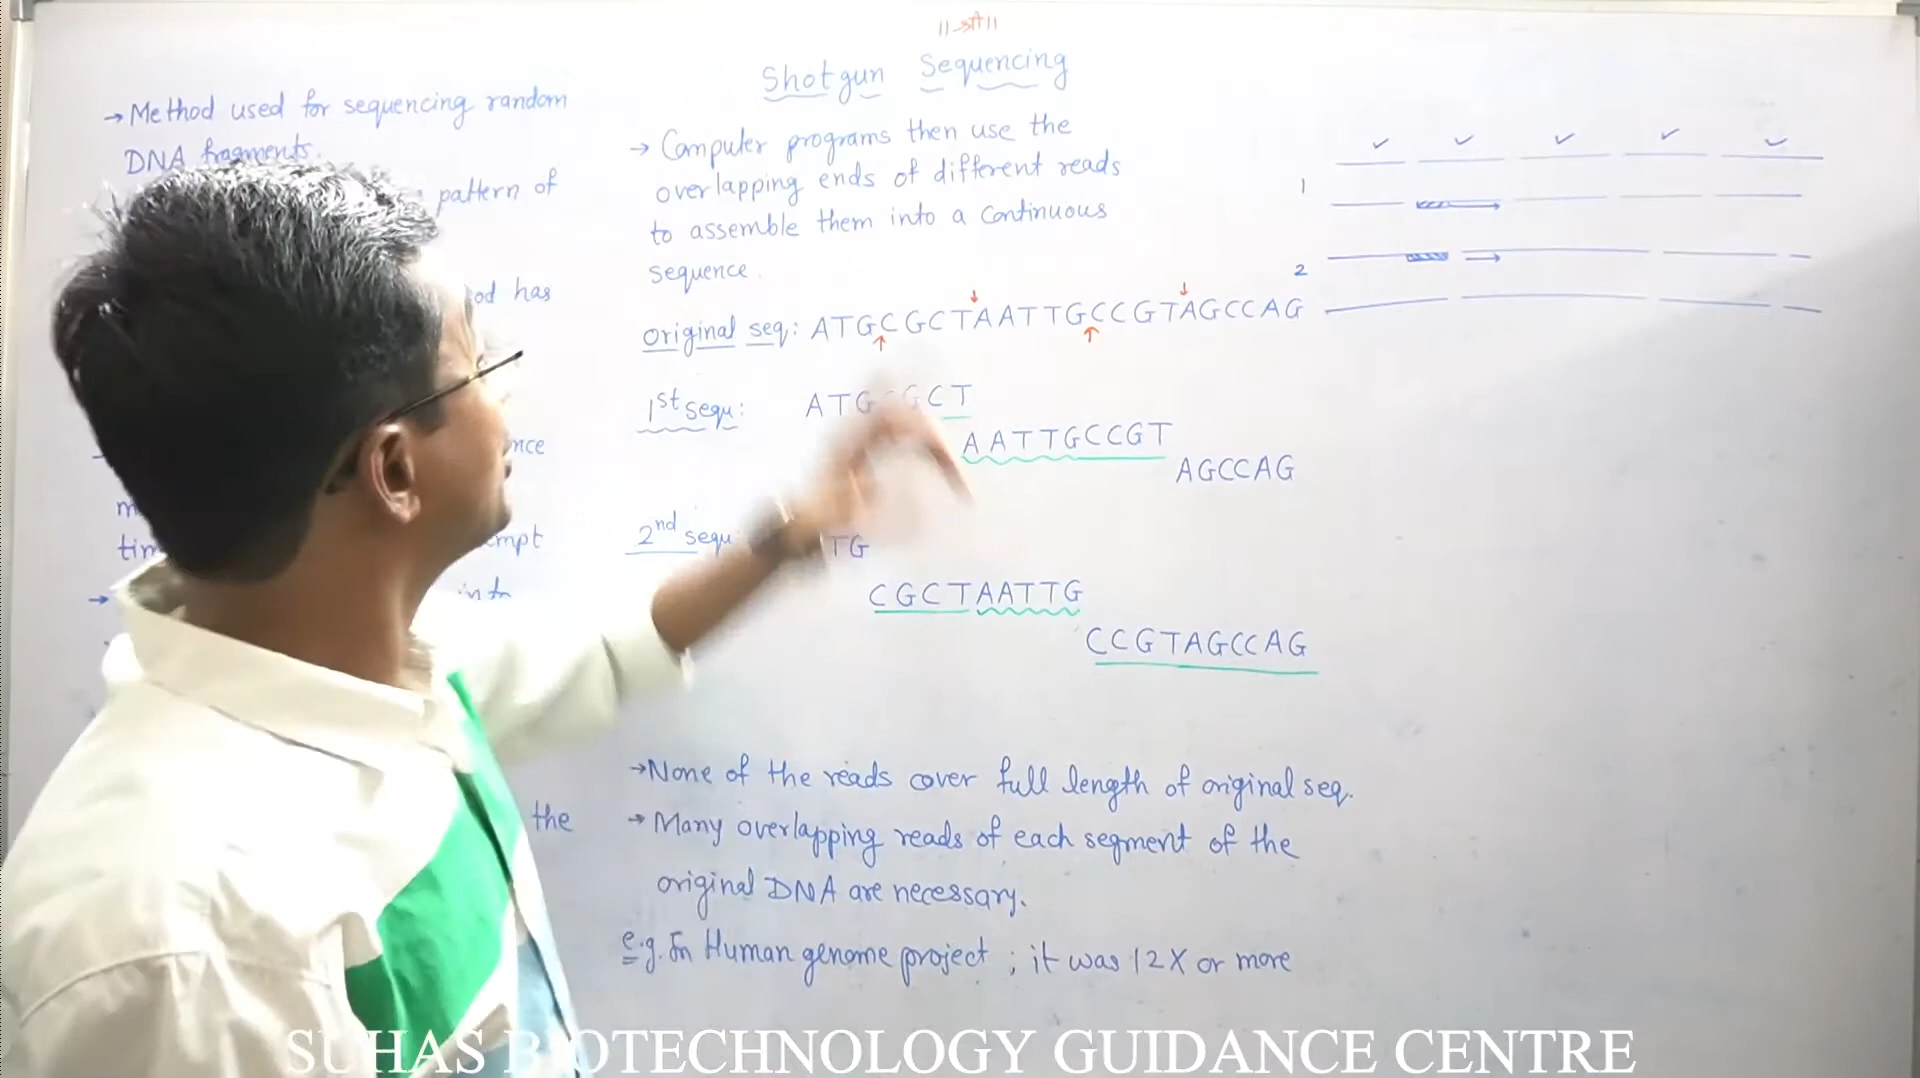 ॥श्री॥
Shotgun Sequencing
→ Method used for sequencing random
DNA fragments.
pattern of
has
mpt
the
→ Computer programs then use the
overlapping ends of different reads
to assemble them into a continuous
sequence.
original seq: ATGCGCTAATTGCCGTAGCCAG
1st sequ: ATG GCT
AATTGCCGT
AGCCAG
2nd sequ TG
CGCTAATTG
CCGTAGCCAG
→None of the reads cover full length of original seq.
→ Many overlapping reads of each segment of the
original DNA are necessary.
e.g. In Human genome project ; it was 12X or more
1
2
SUHAS BIOTECHNOLOGY GUIDANCE CENTRE